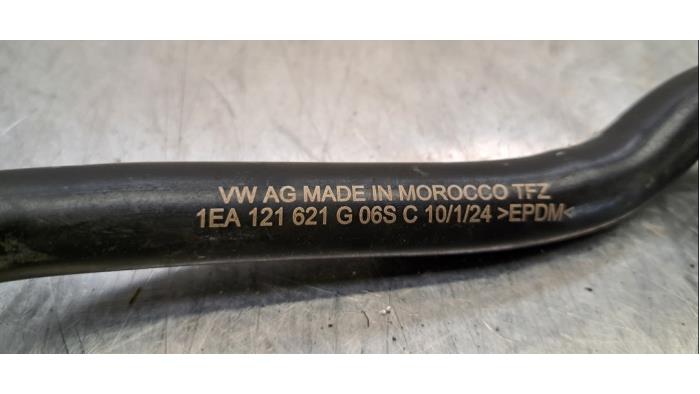 VW AG MADE IN MOROCCO TFZ
1EA 121 621 G 06S C 10/1/24 >EPDM<